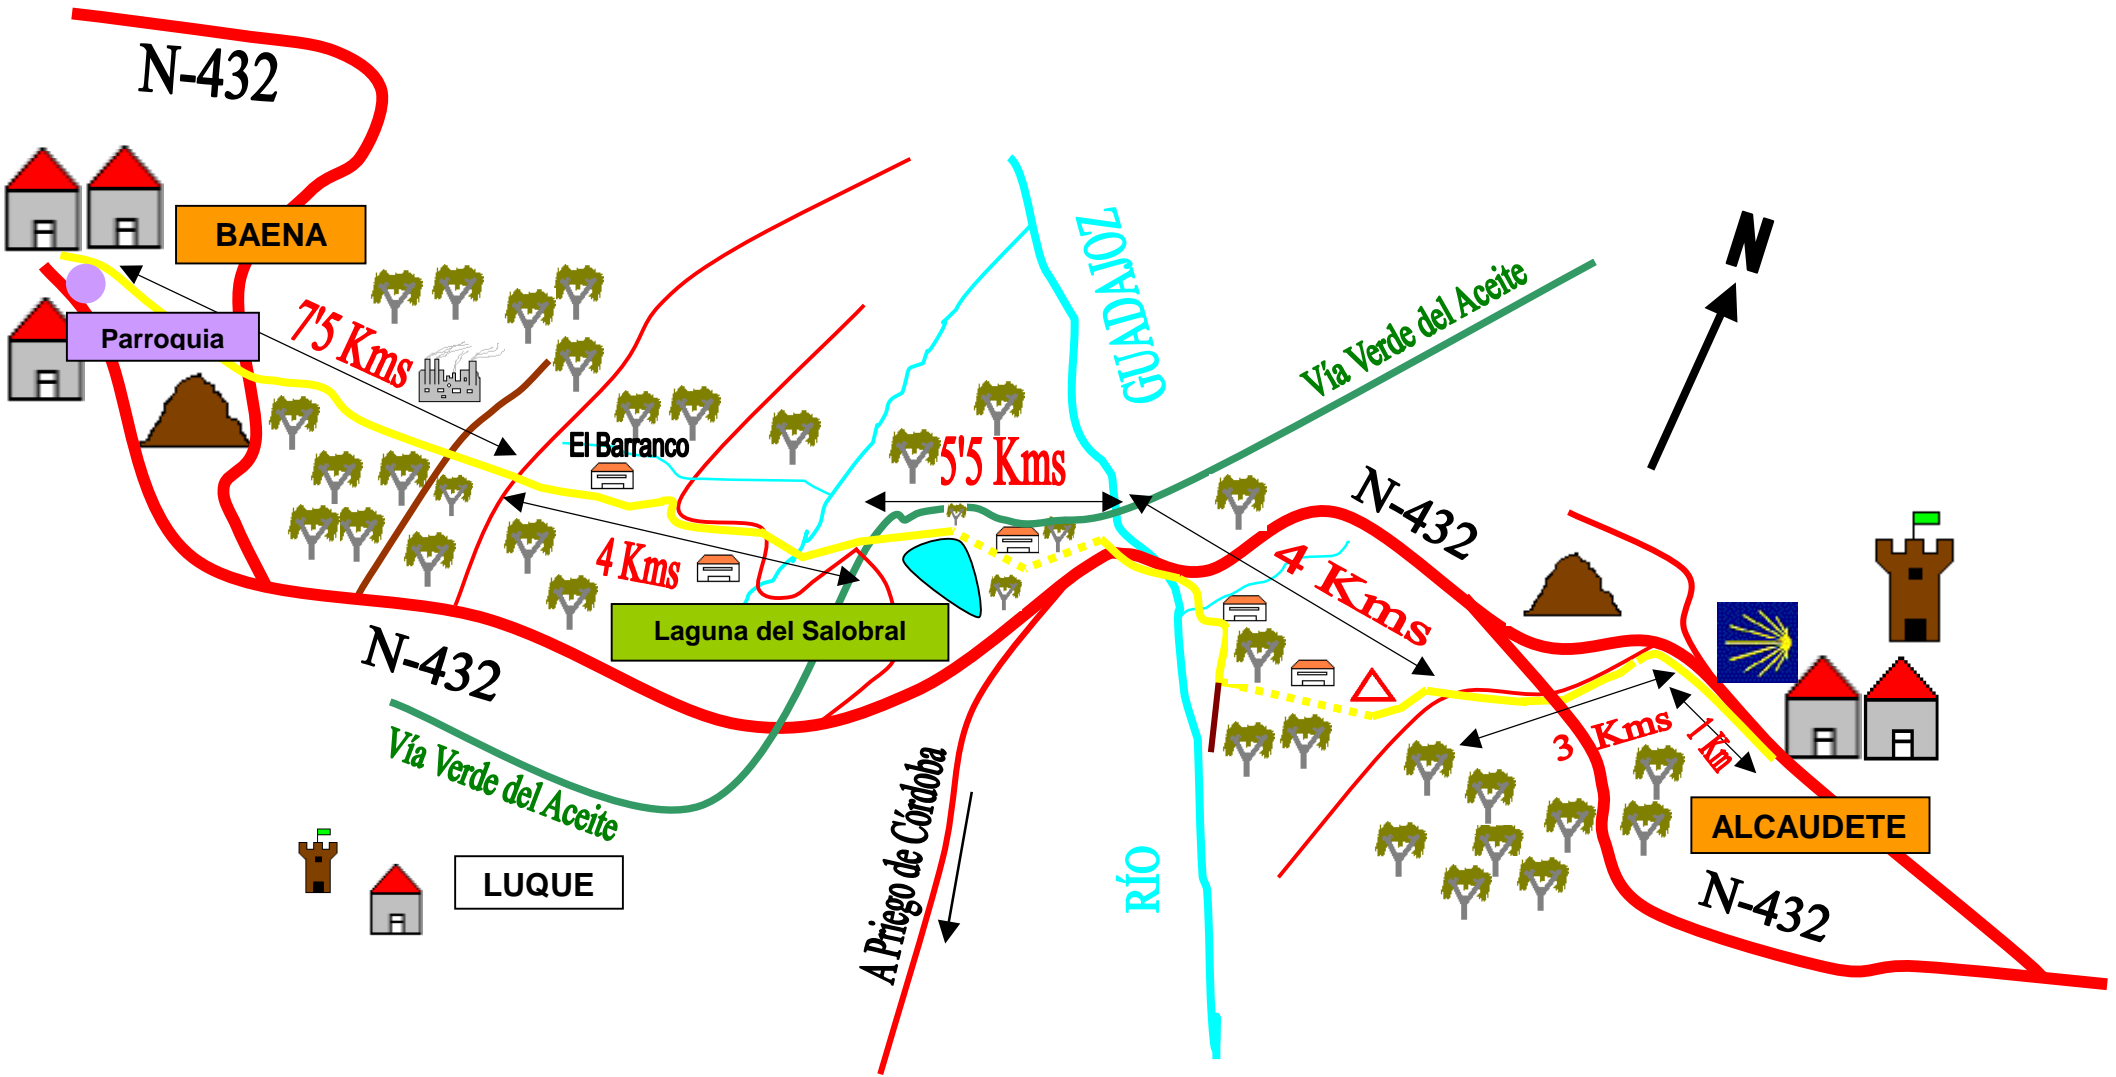 N-432
BAENA
N
GUADAJOZ
Vía Verde del Aceite
7'5 Kms
Parroquia
El Barranco
5'5 Kms
N-432
4 Kms
4 Kms
Laguna del Salobral
N-432
Vía Verde del Aceite
3 Kms
1 Km
A Priego de Córdoba
ALCAUDETE
RÍO
LUQUE
N-432